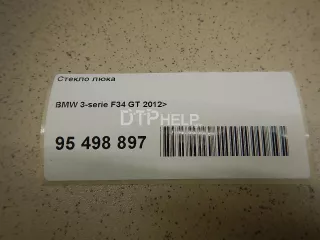 Стекло люка
BMW 3-serie F34 GT 2012>
DTPHELP
95 498 897